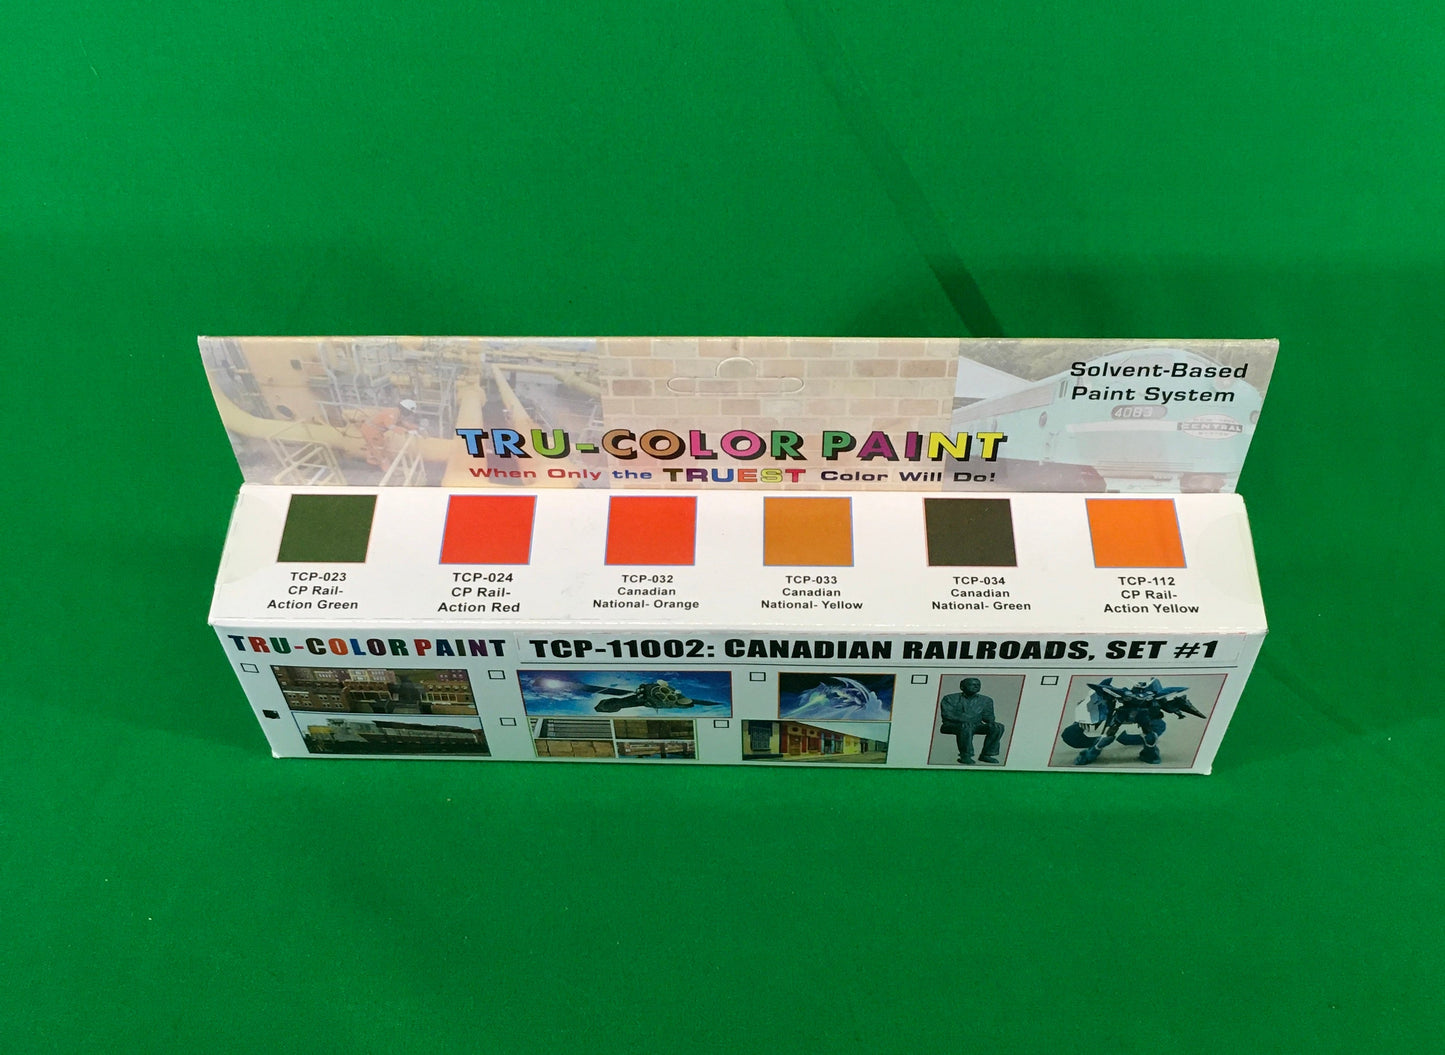 Solvent-Based
Paint System
4083
CENTRAL
TRU-COLOR PAINT
When Only the TRUEST Color Will Do!
TCP-023
CP Rail-
Action Green
TCP-024
CP Rail-
Action Red
TCP-032
Canadian
National- Orange
TCP-033
Canadian
National- Yellow
TCP-034
Canadian
National- Green
TCP-112
CP Rail-
Action Yellow
TRU-COLOR PAINT
TCP-11002: CANADIAN RAILROADS, SET #1